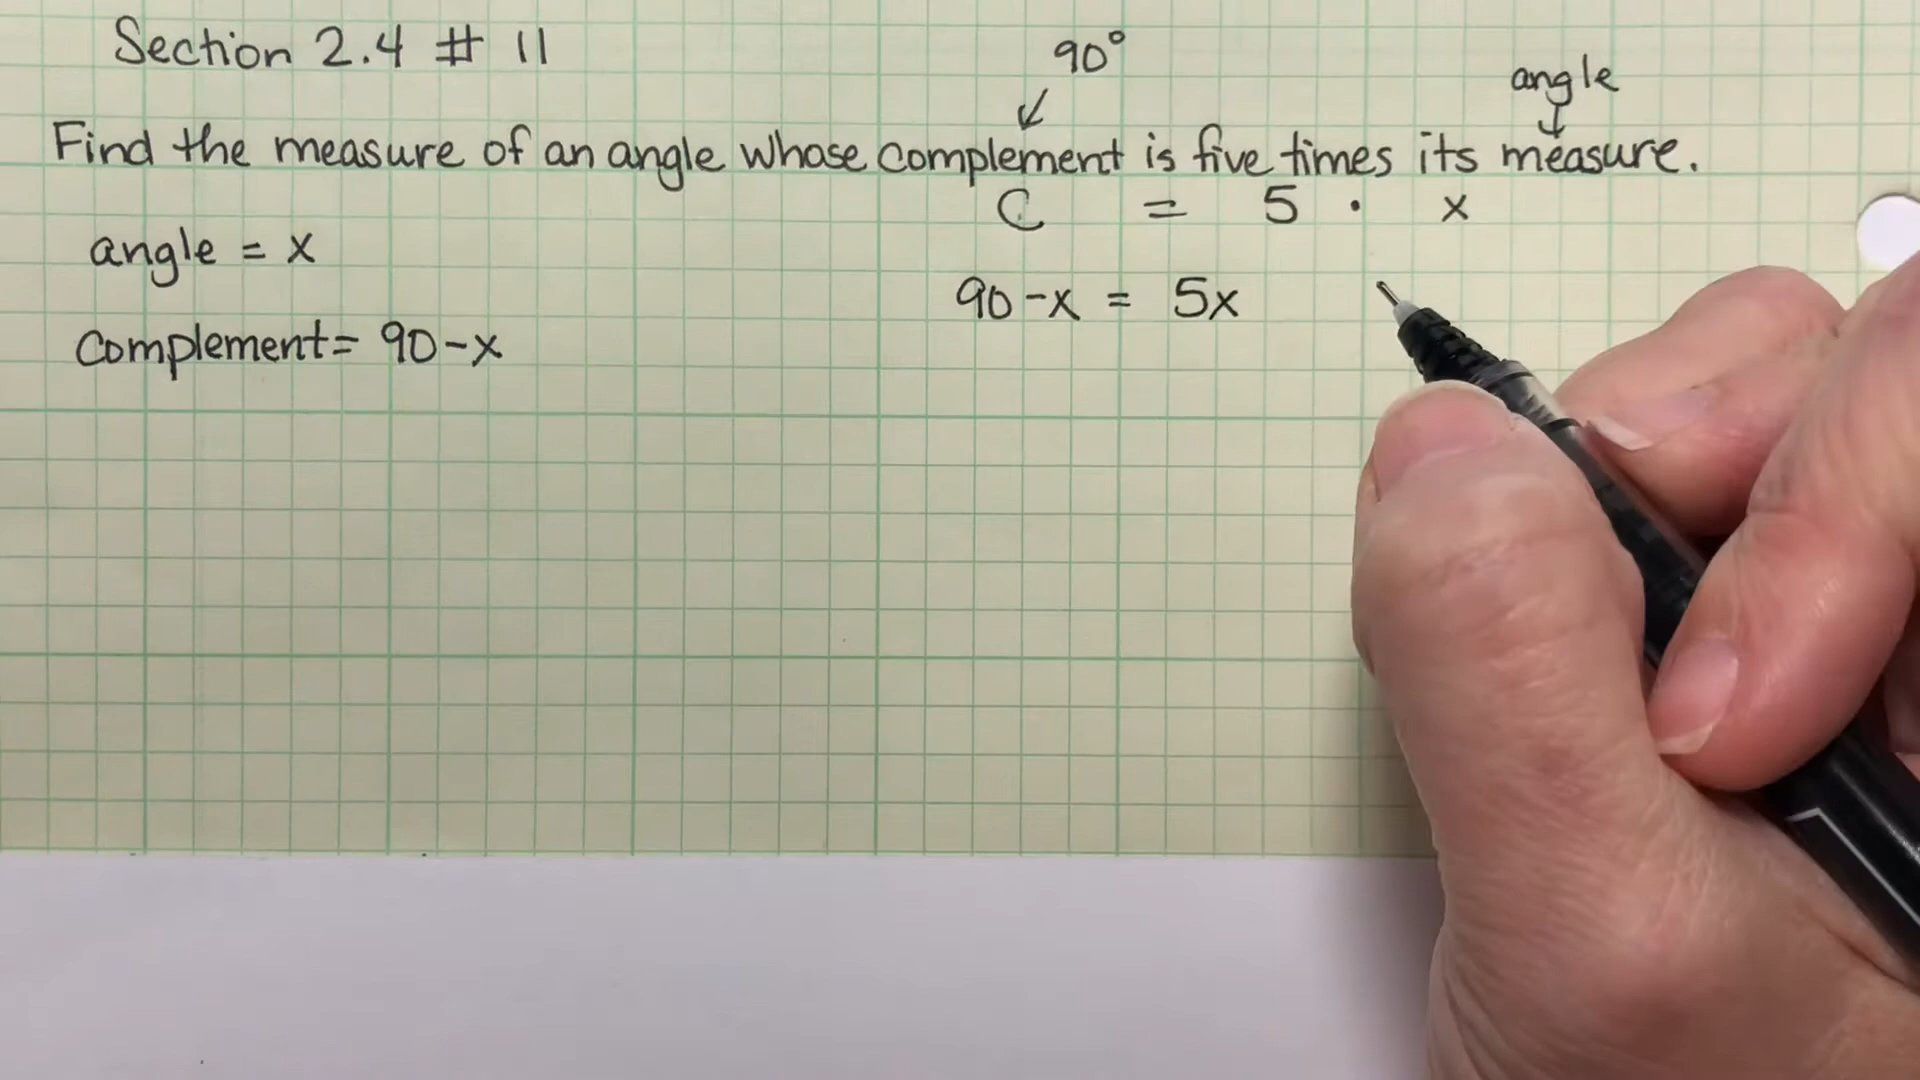 Section 2.4 # 11
90°
angle
Find the measure of an angle whose complement is five times its measure.
C = 5 · x
angle = x
90-x = 5x
complement= 90-x